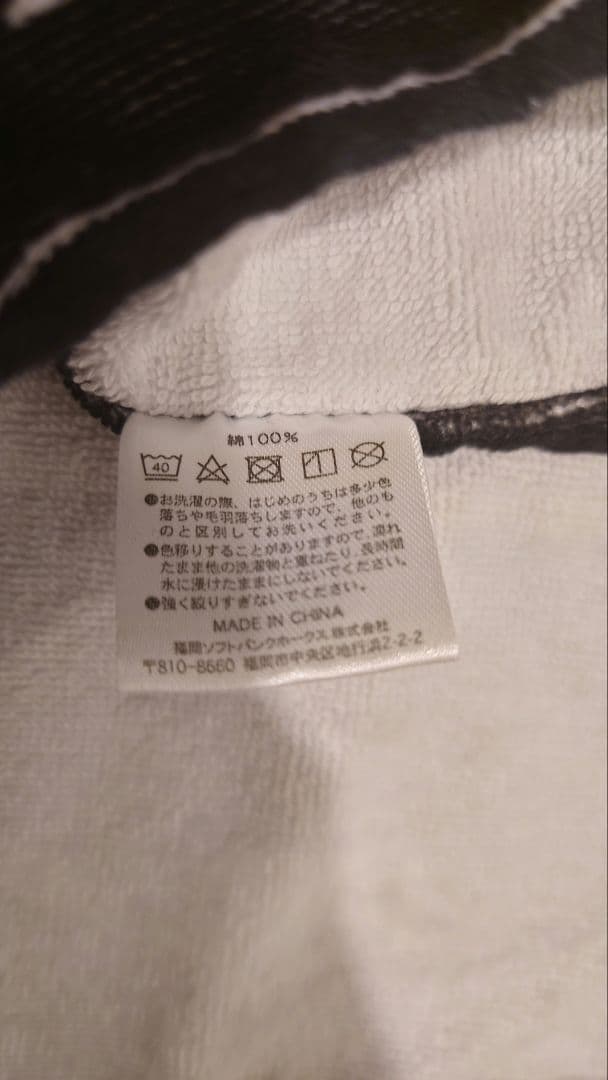 綿100%
40
●お洗濯の際、はじめのうちは多少色
落ちや毛羽落ちしますので、他のも
のと区別してお洗いください。
●色移りすることがありますので、濡れ
たまま他の洗濯物と重ねたり、長時間
水に漬けたままにしないでください。
●強く絞りすぎないでください。
MADE IN CHINA
福岡ソフトバンクホークス株式会社
〒810-8660 福岡市中央区地行浜2-2-2